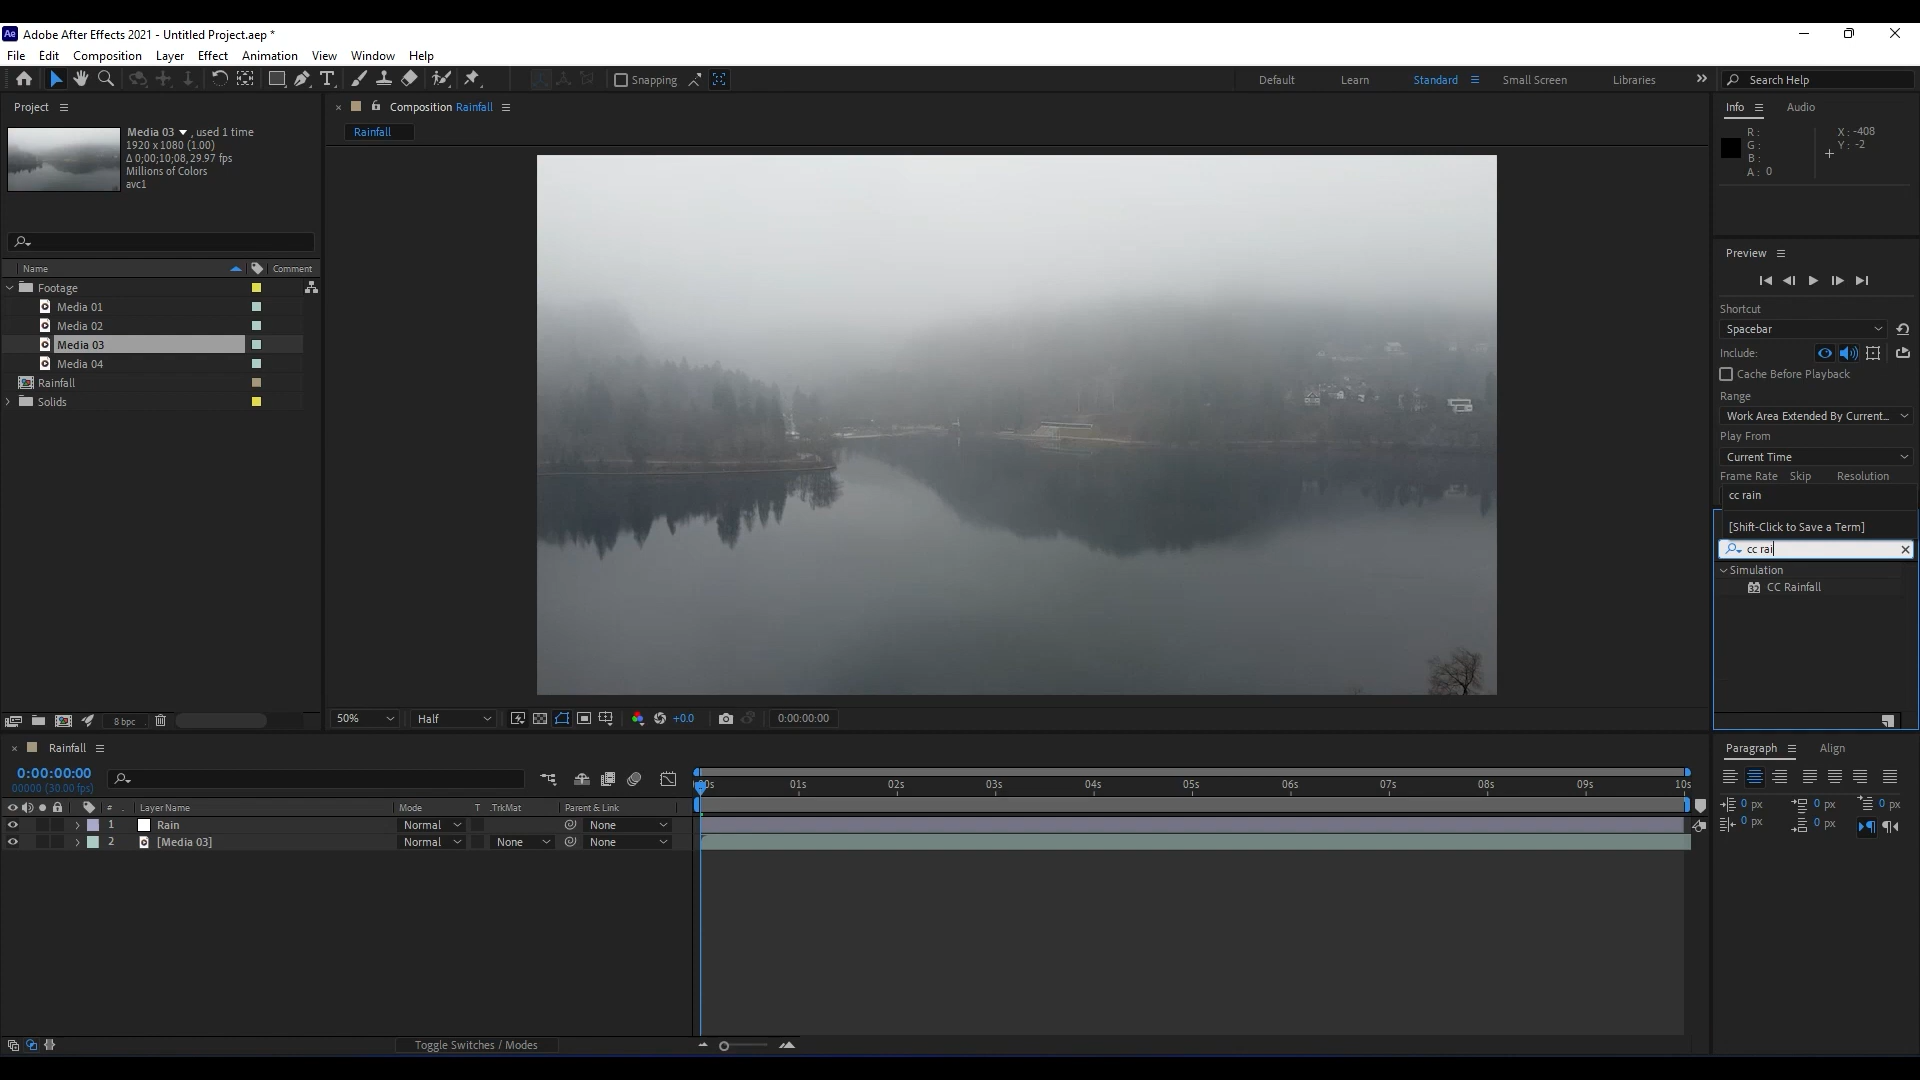 Ae Adobe After Effects 2021 - Untitled Project.aep *
File Edit Composition Layer Effect Animation View Window Help
Snapping Default Learn Standard Small Screen Libraries Search Help
Project
Media 03 , used 1 time
1920 x 1080 (1.00)
Δ 0;00;10;08, 29.97 fps
Millions of Colors
avc1
Name Comment
Footage
Media 01
Media 02
Media 03
Media 04
Rainfall
Solids
8 bpc
Composition Rainfall
Rainfall
50% Half +0.0 0:00:00:00
Info Audio
R :
G :
B :
A : 0
X : -408
Y : -2
Preview
Shortcut
Spacebar
Include:
Cache Before Playback
Range
Work Area Extended By Current...
Play From
Current Time
Frame Rate Skip Resolution
cc rain
[Shift-Click to Save a Term]
cc rai
Simulation
32 CC Rainfall
Rainfall
0:00:00:00
00000 (30.00 fps)
00s 01s 02s 03s 04s 05s 06s 07s 08s 09s 10s
# Layer Name Mode T .TrkMat Parent & Link
1 Rain Normal None
2 [Media 03] Normal None None
Toggle Switches / Modes
Paragraph Align
0 px 0 px 0 px
0 px 0 px